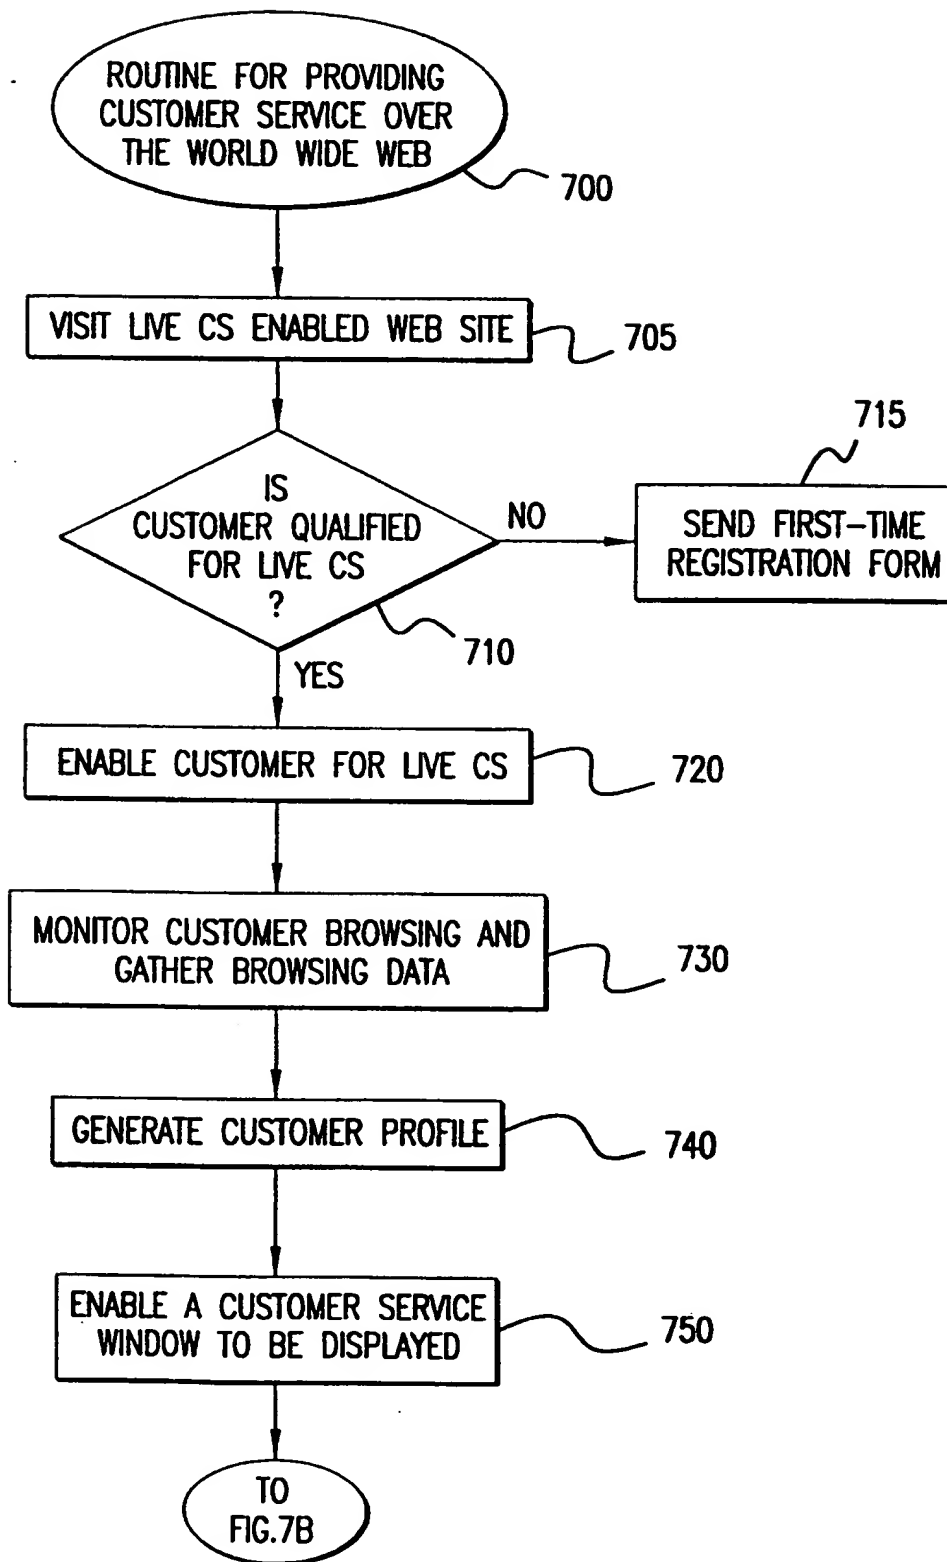 ROUTINE FOR PROVIDING
CUSTOMER SERVICE OVER
THE WORLD WIDE WEB
700
VISIT LIVE CS ENABLED WEB SITE
705
IS
CUSTOMER QUALIFIED
FOR LIVE CS
?
710
NO
715
SEND FIRST-TIME
REGISTRATION FORM
YES
ENABLE CUSTOMER FOR LIVE CS
720
MONITOR CUSTOMER BROWSING AND
GATHER BROWSING DATA
730
GENERATE CUSTOMER PROFILE
740
ENABLE A CUSTOMER SERVICE
WINDOW TO BE DISPLAYED
750
TO
FIG.7B